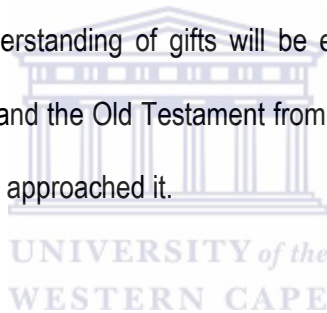 erstanding of gifts will be e
and the Old Testament from
approached it.
UNIVERSITY of the
WESTERN CAPE